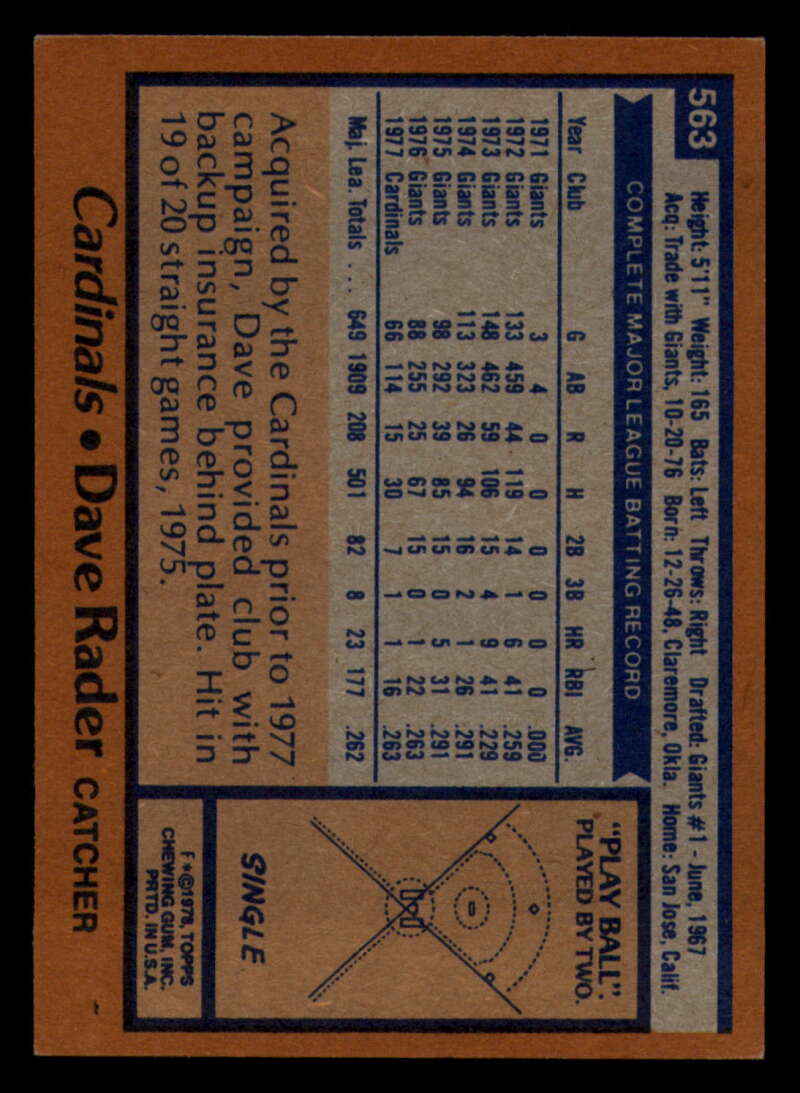 563
Height: 5'11" Weight: 165 Bats: Left Throws: Right Drafted: Giants #1 - June, 1967
Acq: Trade with Giants, 10-20-76 Born: 12-26-48, Claremore, Okla. Home: San Jose, Calif.
COMPLETE MAJOR LEAGUE BATTING RECORD
Year Club G AB R H 2B 3B HR RBI AVG.
1971 Giants 3 4 0 0 0 0 0 0 .000
1972 Giants 133 459 44 119 14 1 6 41 .259
1973 Giants 148 462 59 106 15 4 9 41 .229
1974 Giants 113 323 26 94 16 2 1 26 .291
1975 Giants 98 292 39 85 15 0 5 31 .291
1976 Giants 88 255 25 67 15 0 1 22 .263
1977 Cardinals 66 114 15 30 7 1 1 16 .263
Maj. Lea. Totals .... 649 1909 208 501 82 8 23 177 .262
Acquired by the Cardinals prior to 1977
campaign, Dave provided club with
backup insurance behind plate. Hit in
19 of 20 straight games, 1975.
"PLAY BALL"
PLAYED BY TWO.
SINGLE
F*©1978, TOPPS
CHEWING GUM, INC.
PRTD. IN U.S.A.
Cardinals • Dave Rader CATCHER